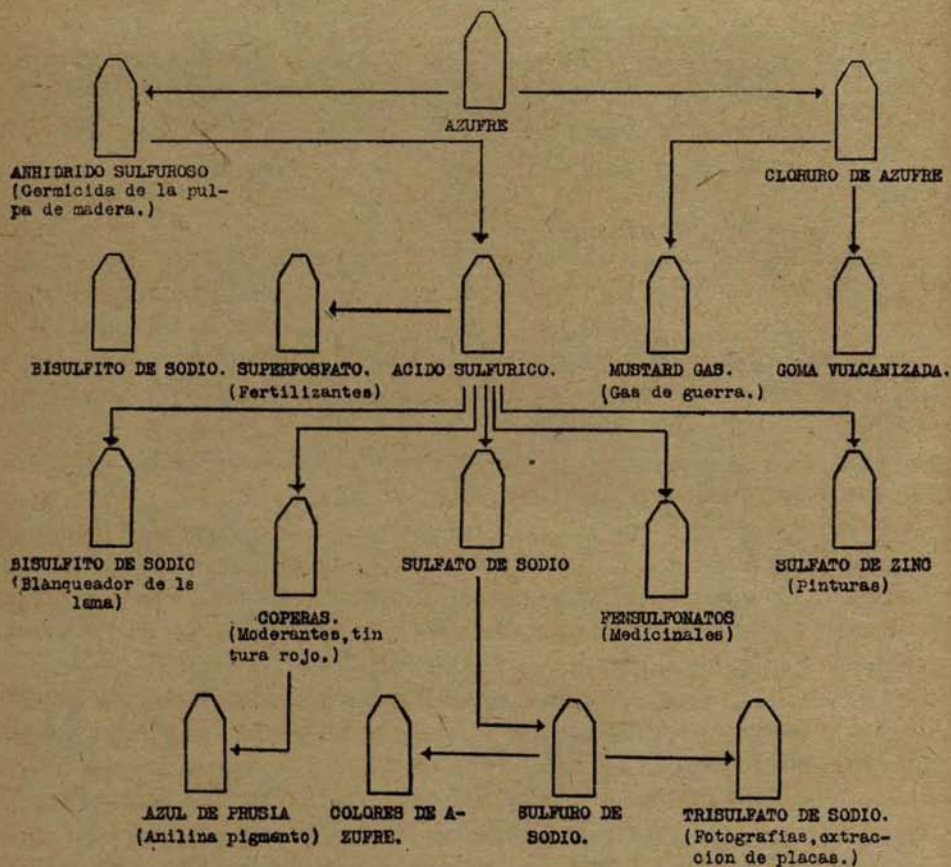 AZUFRE
ANHIDRIDO SULFUROSO
(Germicida de la pul-
pa de madera.)
CLORURO DE AZUFRE
BISULFITO DE SODIO.
SUPERFOSFATO.
(Fertilizantes)
ACIDO SULFURICO.
MUSTARD GAS.
(Gas de guerra.)
GOMA VULCANIZADA.
BISULFITO DE SODIO
(Blanqueador de la
lama)
COPERAS.
(Moderantes,tin
tura rojo.)
SULFATO DE SODIO
FENSULFONATOS
(Medicinales)
SULFATO DE ZINC
(Pinturas)
AZUL DE PRUSIA
(Anilina pigmento)
COLORES DE A-
ZUFRE.
SULFURO DE
SODIO.
TRISULFATO DE SODIO.
(Fotografias,extrac-
cion de placas.)